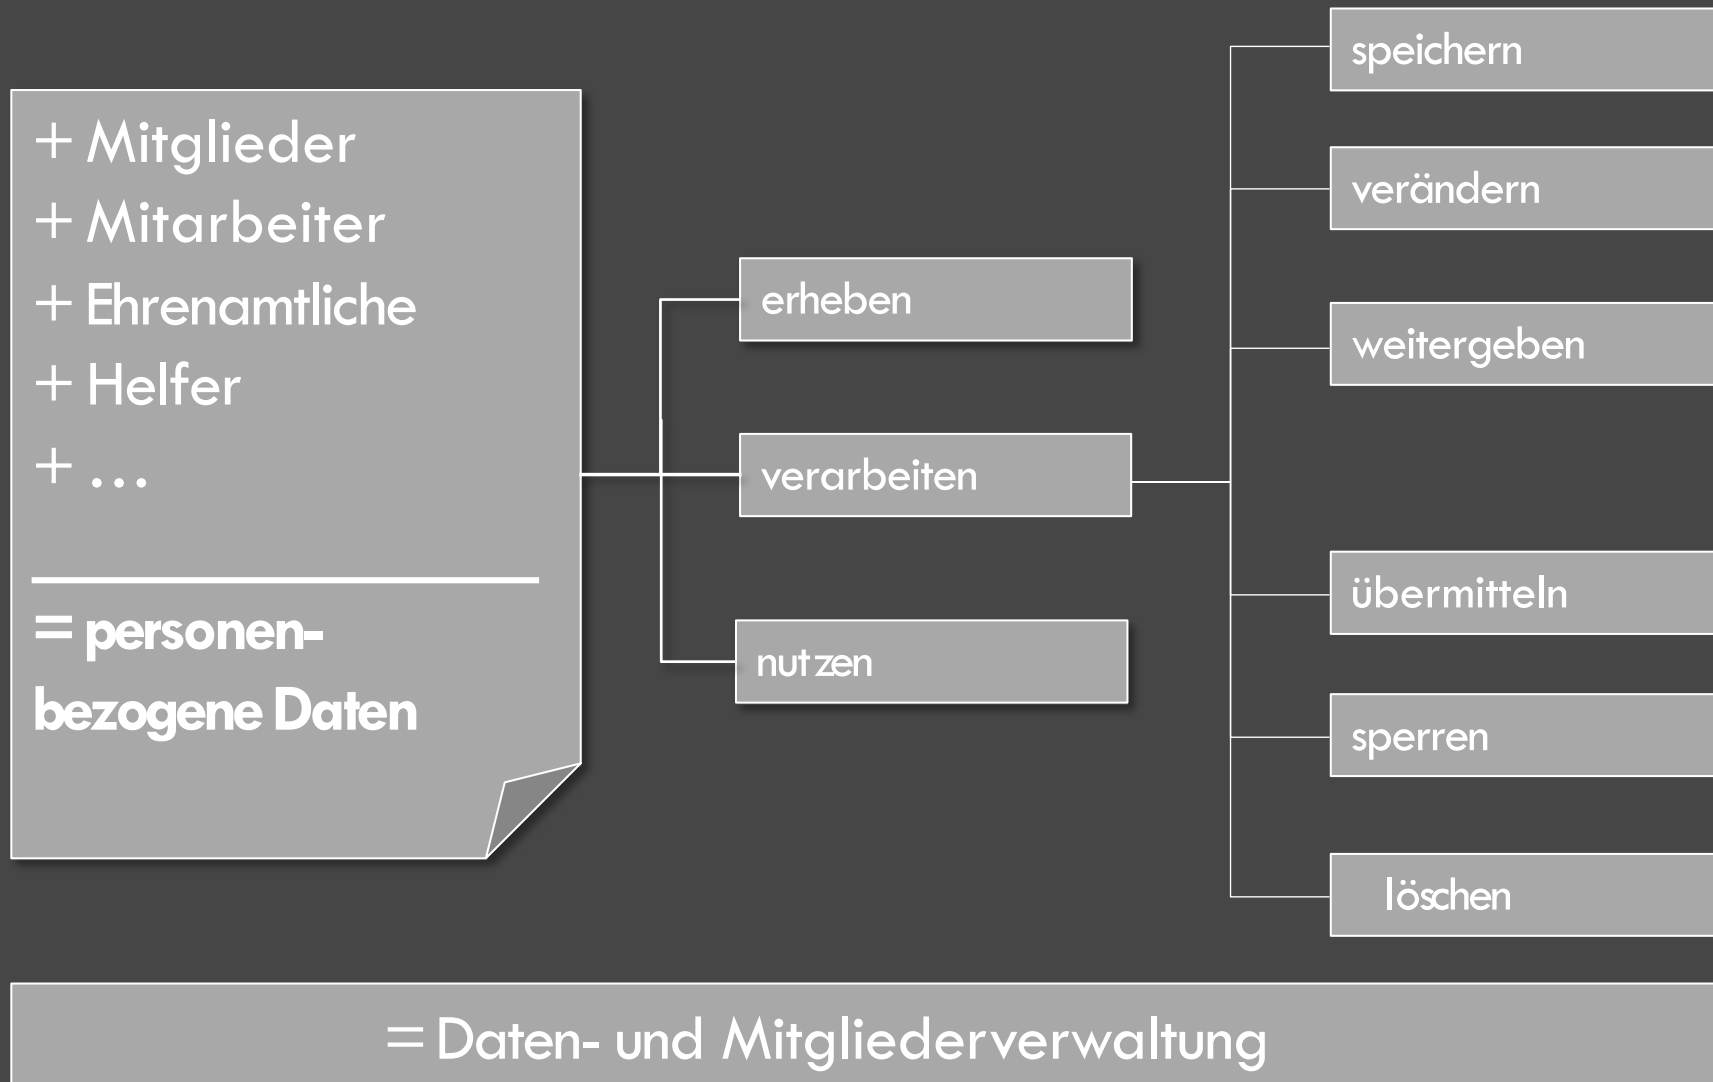 + Mitglieder
+ Mitarbeiter
+ Ehrenamtliche
+ Helfer
+ ...
= personen-
bezogene Daten
erheben
verarbeiten
nutzen
speichern
verändern
weitergeben
übermitteln
sperren
löschen
= Daten- und Mitgliederverwaltung